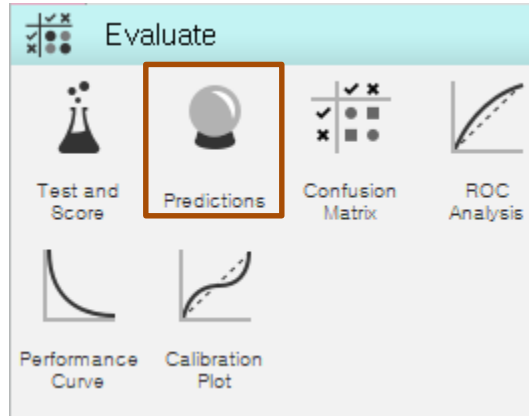 Evaluate
Test and
Score
Predictions
Confusion
Matrix
ROC
Analysis
Performance
Curve
Calibration
Plot